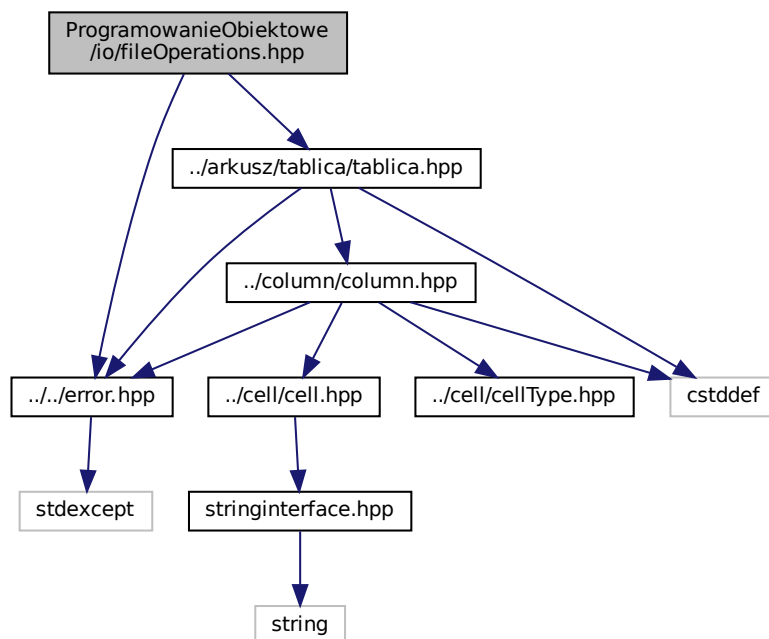 ProgramowanieObiektowe
/io/fileOperations.hpp
../arkusz/tablica/tablica.hpp
../column/column.hpp
../../error.hpp
../cell/cell.hpp
../cell/cellType.hpp
cstddef
stdexcept
stringinterface.hpp
string